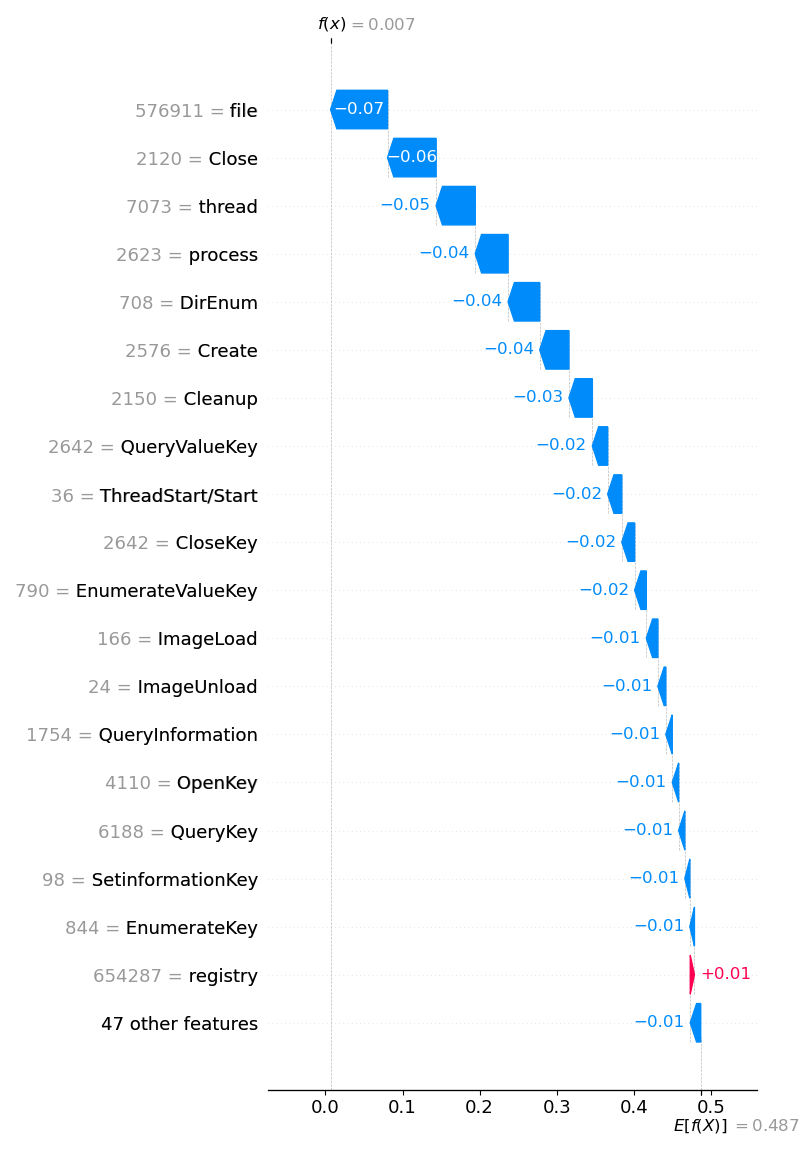 f(x) = 0.007
576911 = file −0.07
2120 = Close −0.06
7073 = thread −0.05
2623 = process −0.04
708 = DirEnum −0.04
2576 = Create −0.04
2150 = Cleanup −0.03
2642 = QueryValueKey −0.02
36 = ThreadStart/Start −0.02
2642 = CloseKey −0.02
790 = EnumerateValueKey −0.02
166 = ImageLoad −0.01
24 = ImageUnload −0.01
1754 = QueryInformation −0.01
4110 = OpenKey −0.01
6188 = QueryKey −0.01
98 = SetinformationKey −0.01
844 = EnumerateKey −0.01
654287 = registry +0.01
47 other features −0.01
0.0 0.1 0.2 0.3 0.4 0.5
E[f(X)] = 0.487